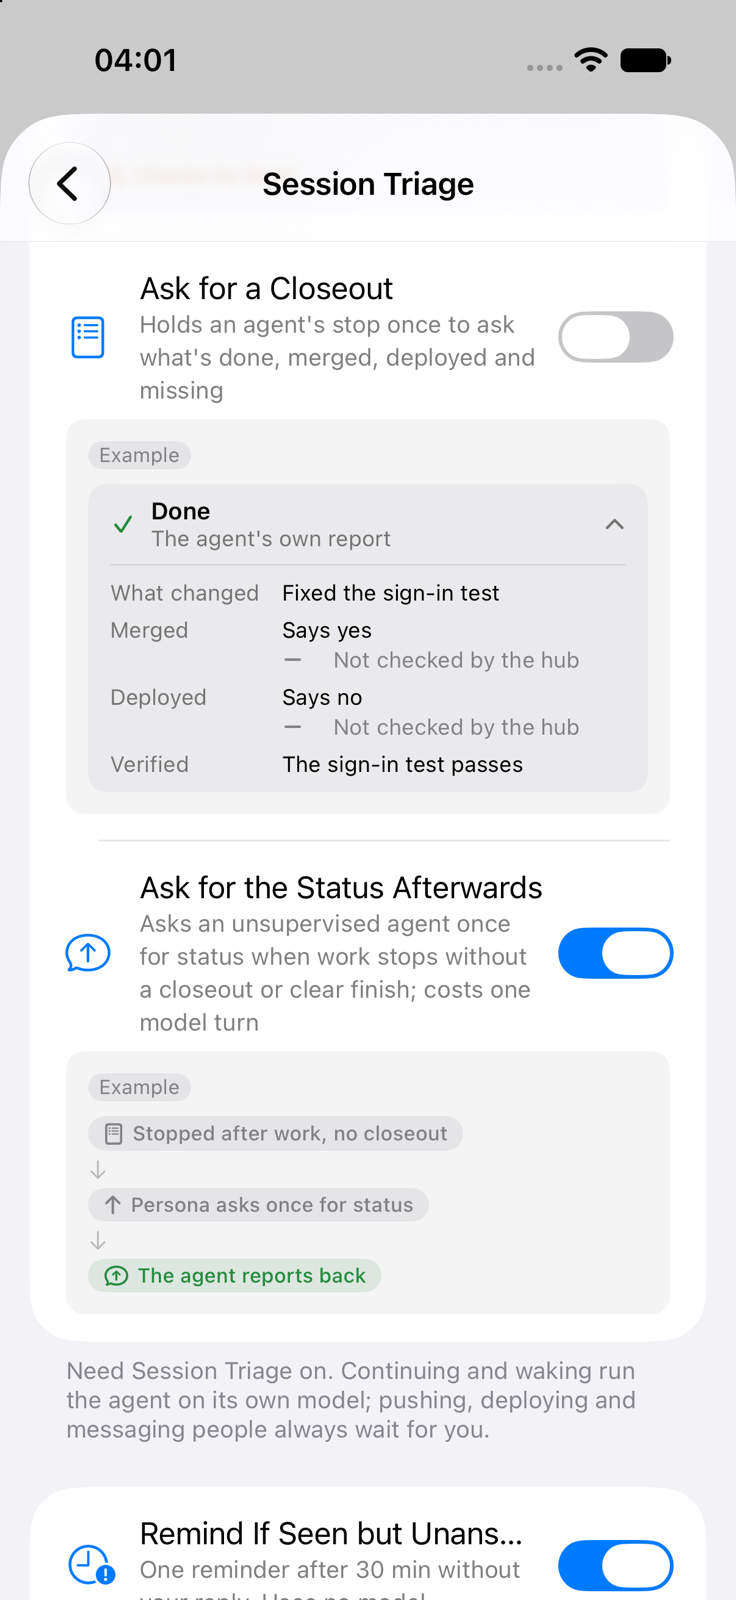 04:01
Session Triage
Ask for a Closeout
Holds an agent's stop once to ask
what's done, merged, deployed and
missing
Example
Done
The agent's own report
What changed Fixed the sign-in test
Merged Says yes
– Not checked by the hub
Deployed Says no
– Not checked by the hub
Verified The sign-in test passes
Ask for the Status Afterwards
Asks an unsupervised agent once
for status when work stops without
a closeout or clear finish; costs one
model turn
Example
Stopped after work, no closeout
Persona asks once for status
The agent reports back
Need Session Triage on. Continuing and waking run
the agent on its own model; pushing, deploying and
messaging people always wait for you.
Remind If Seen but Unans...
One reminder after 30 min without
your reply. Uses no model